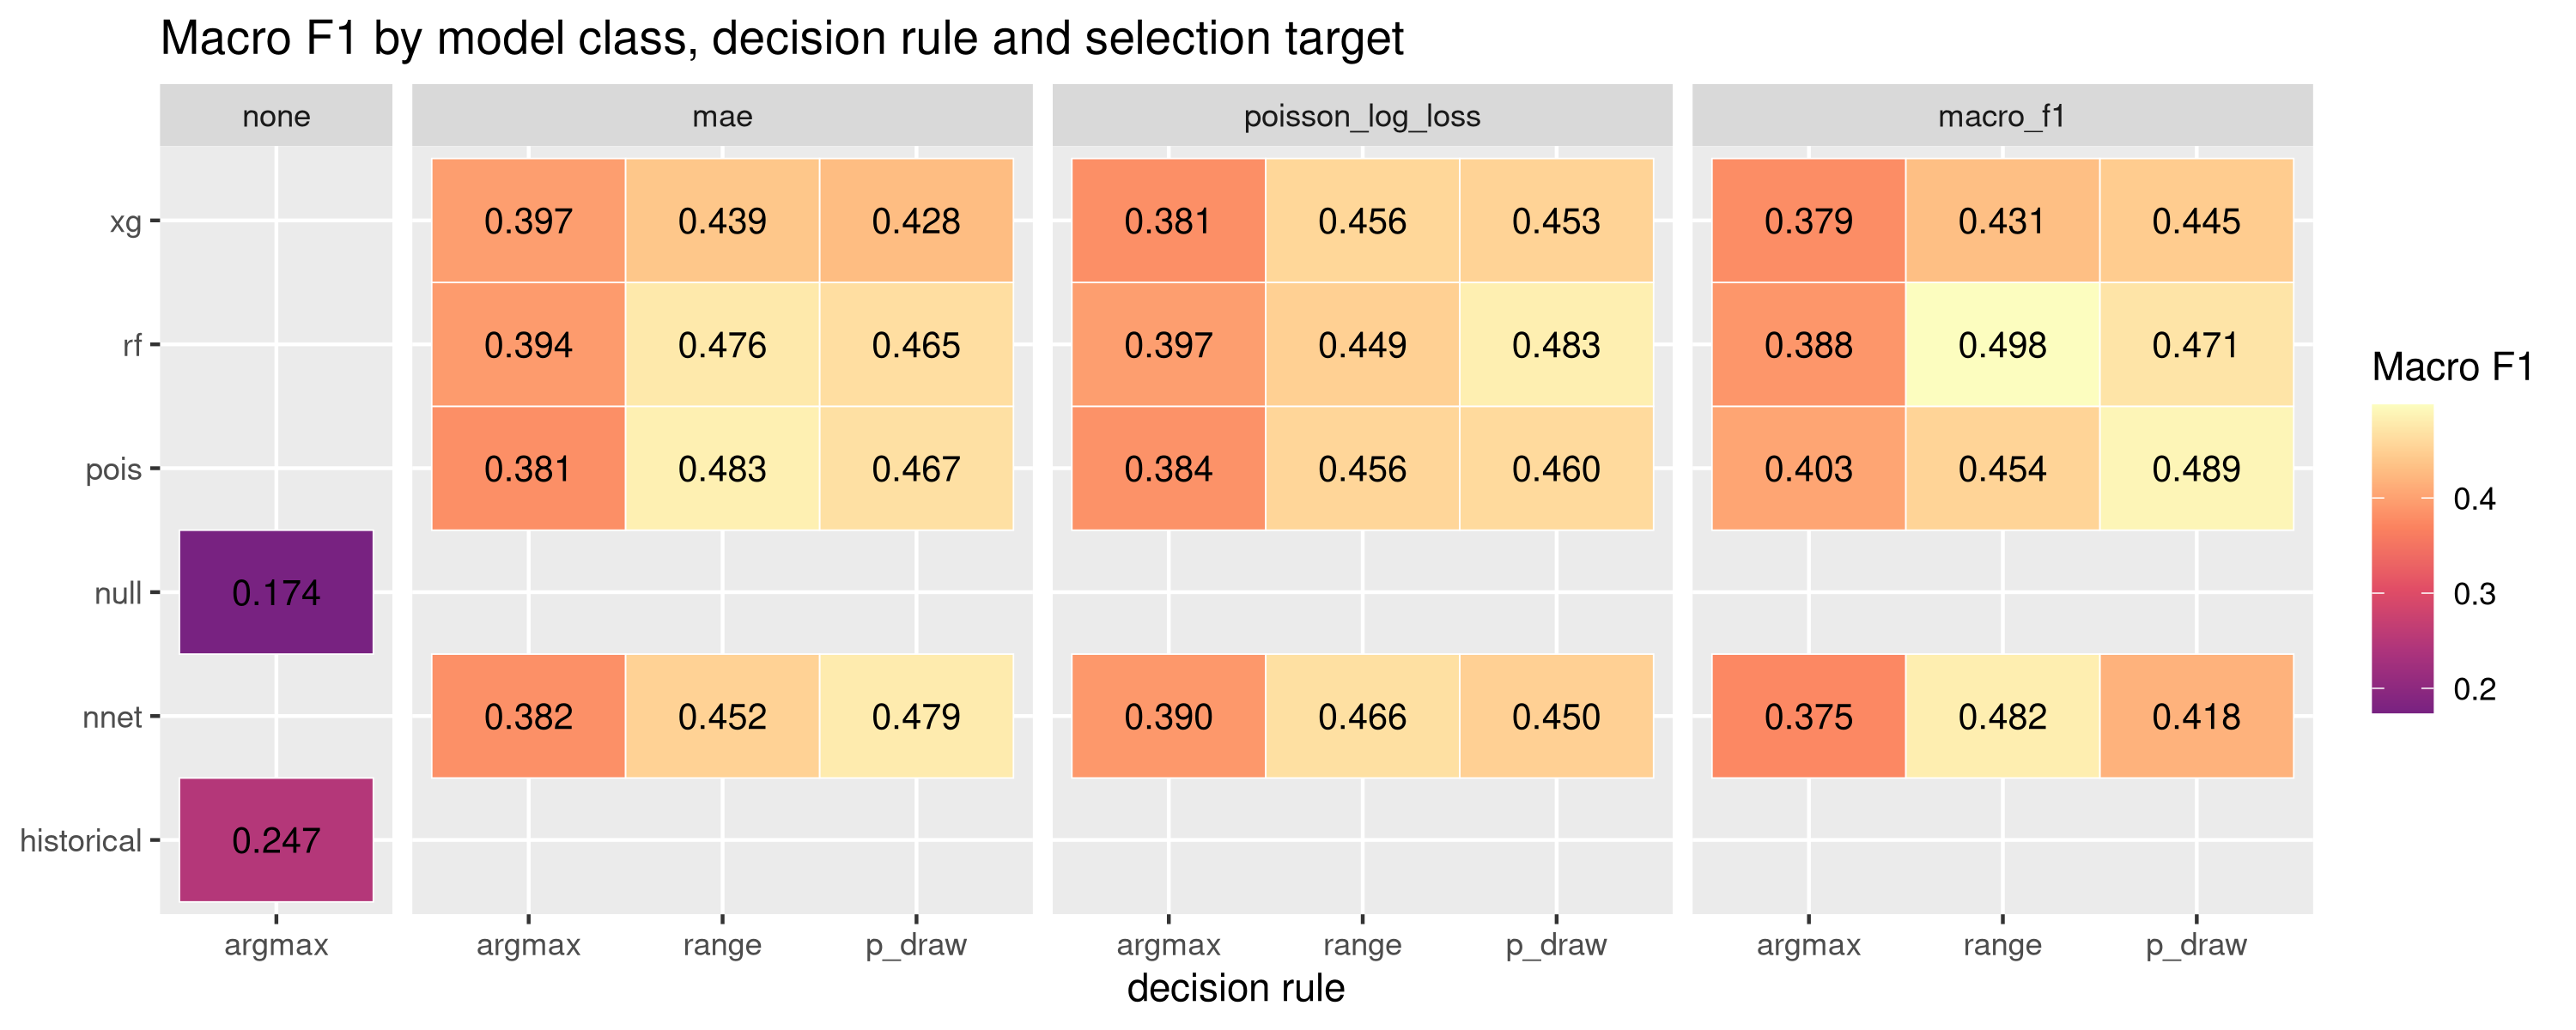 Macro F1 by model class, decision rule and selection target
none mae poisson_log_loss macro_f1
xg 0.397 0.439 0.428 0.381 0.456 0.453 0.379 0.431 0.445
rf 0.394 0.476 0.465 0.397 0.449 0.483 0.388 0.498 0.471
pois 0.381 0.483 0.467 0.384 0.456 0.460 0.403 0.454 0.489
null 0.174
nnet 0.382 0.452 0.479 0.390 0.466 0.450 0.375 0.482 0.418
historical 0.247
argmax argmax range p_draw argmax range p_draw argmax range p_draw
decision rule
Macro F1
0.4
0.3
0.2